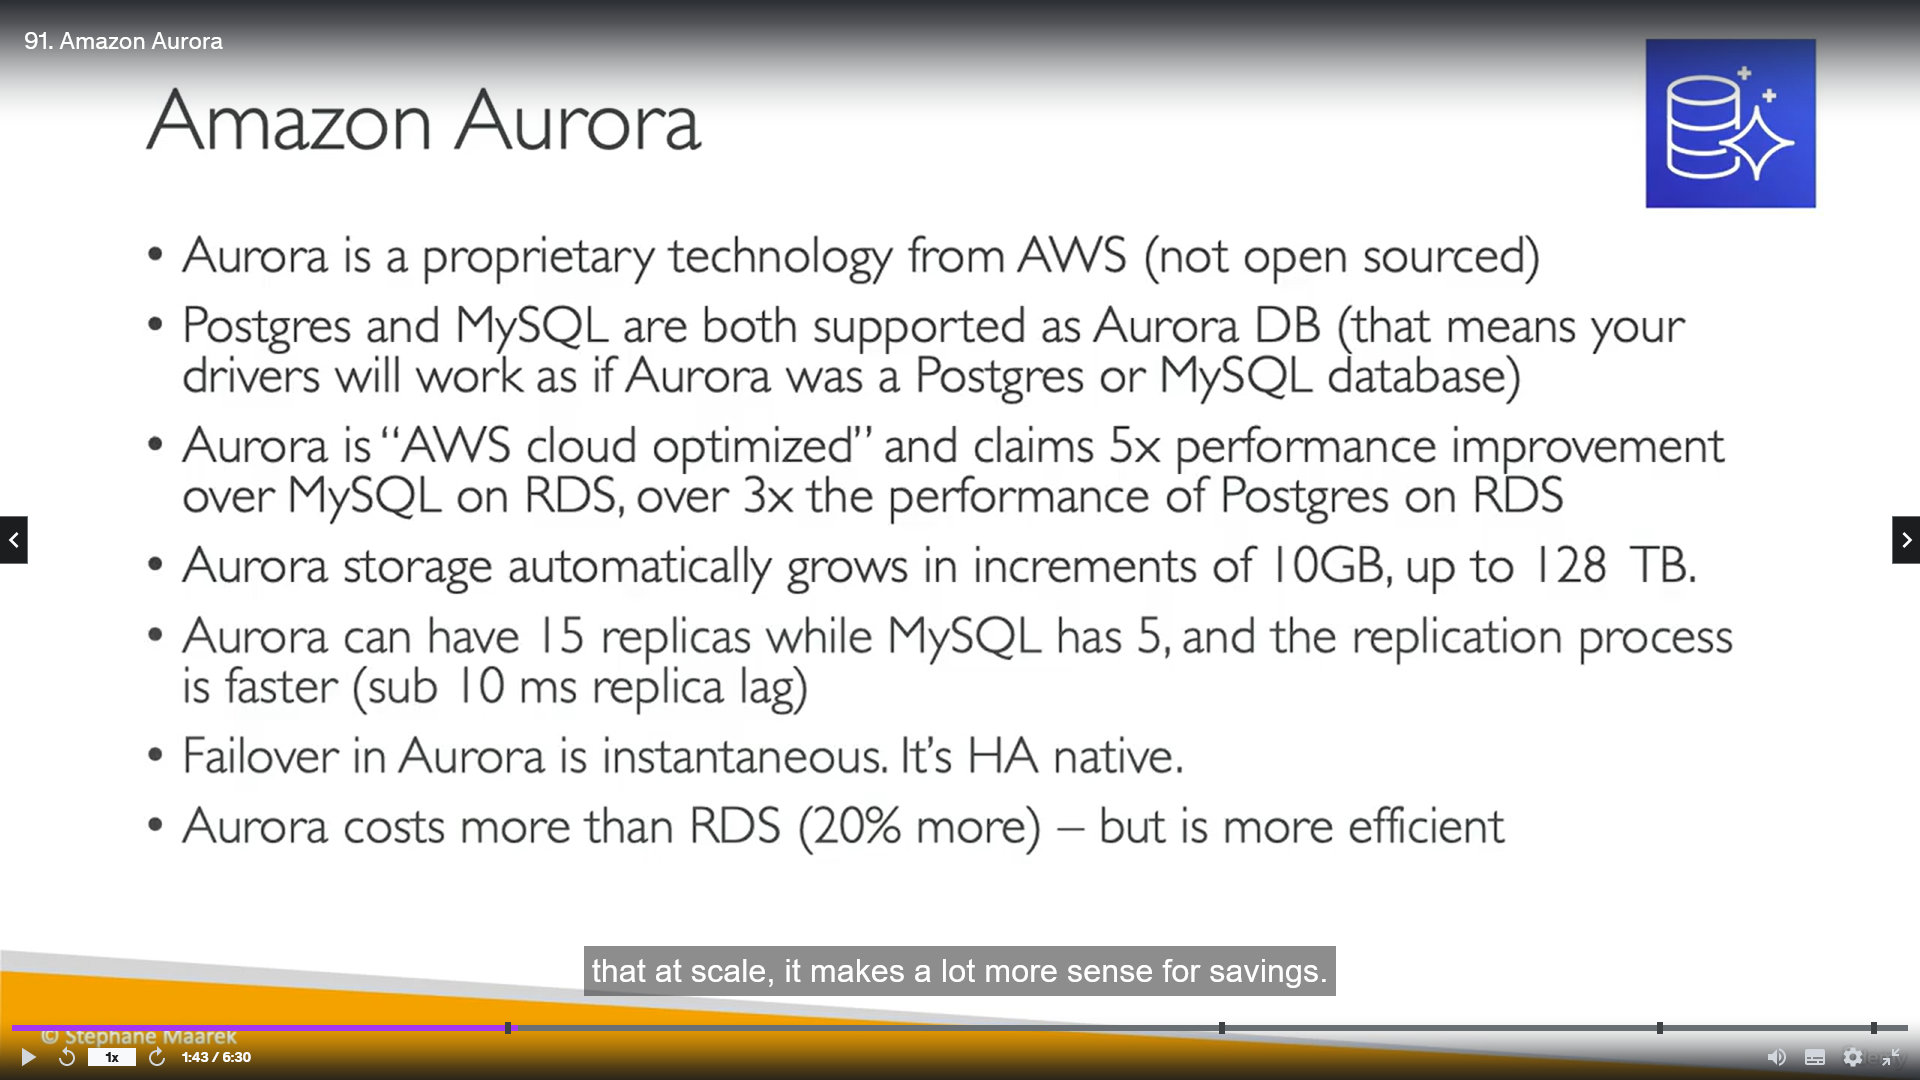 91. Amazon Aurora
Amazon Aurora
• Aurora is a proprietary technology from AWS (not open sourced)
• Postgres and MySQL are both supported as Aurora DB (that means your
drivers will work as if Aurora was a Postgres or MySQL database)
• Aurora is “AWS cloud optimized” and claims 5x performance improvement
over MySQL on RDS, over 3x the performance of Postgres on RDS
• Aurora storage automatically grows in increments of 10GB, up to 128 TB.
• Aurora can have 15 replicas while MySQL has 5, and the replication process
is faster (sub 10 ms replica lag)
• Failover in Aurora is instantaneous. It’s HA native.
• Aurora costs more than RDS (20% more) – but is more efficient
that at scale, it makes a lot more sense for savings.
© Stephane Maarek
1x
1:43 / 6:30